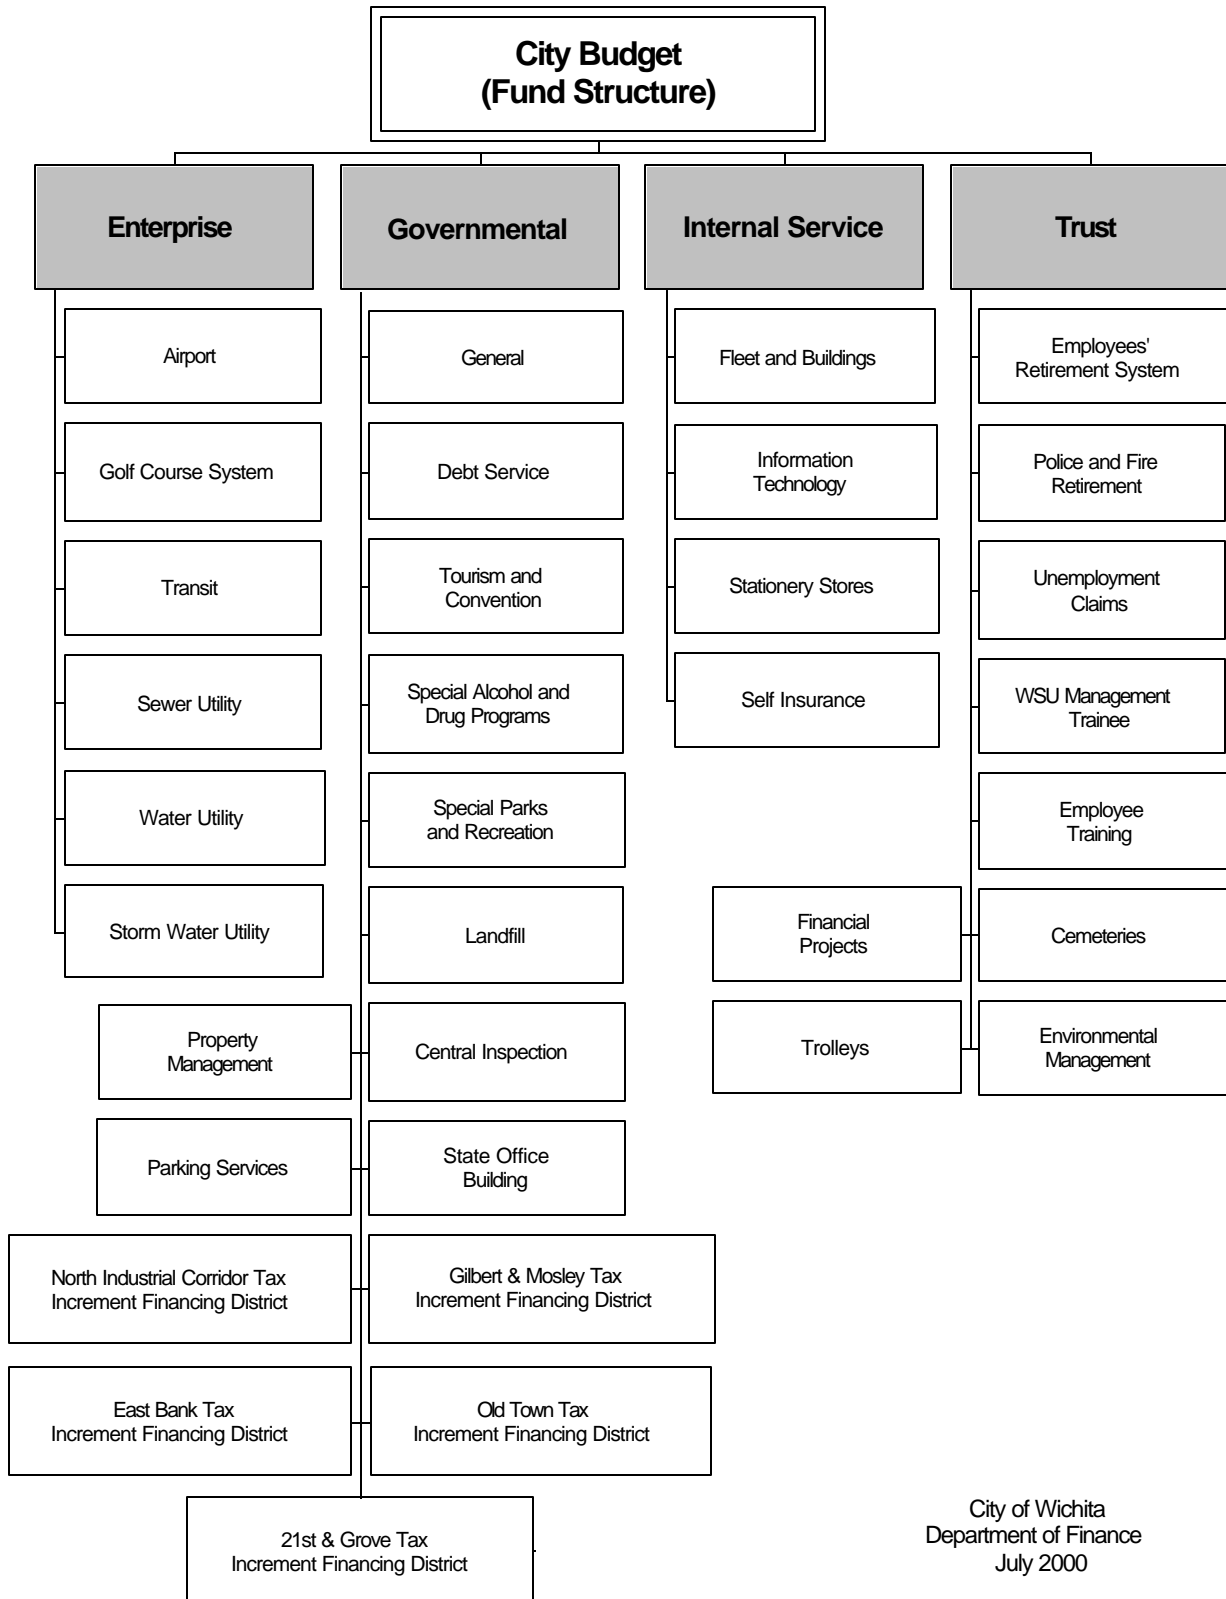 City Budget
(Fund Structure)
Enterprise
Governmental
Internal Service
Trust
Airport
General
Fleet and Buildings
Employees'
Retirement System
Golf Course System
Debt Service
Information
Technology
Police and Fire
Retirement
Transit
Tourism and
Convention
Stationery Stores
Unemployment
Claims
Sewer Utility
Special Alcohol and
Drug Programs
Self Insurance
WSU Management
Trainee
Water Utility
Special Parks
and Recreation
Employee
Training
Storm Water Utility
Landfill
Financial
Projects
Cemeteries
Property
Management
Central Inspection
Trolleys
Environmental
Management
Parking Services
State Office
Building
North Industrial Corridor Tax
Increment Financing District
Gilbert & Mosley Tax
Increment Financing District
East Bank Tax
Increment Financing District
Old Town Tax
Increment Financing District
21st & Grove Tax
Increment Financing District
City of Wichita
Department of Finance
July 2000